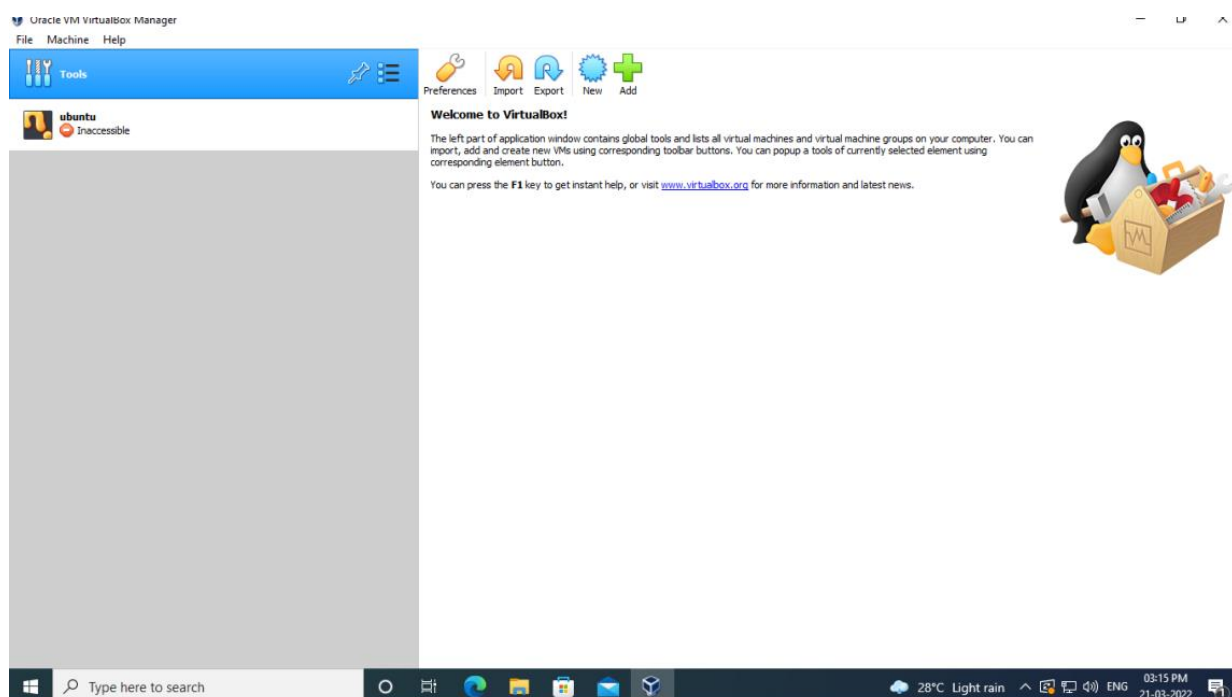 Oracle VM VirtualBox Manager
File Machine Help
Tools
ubuntu
Inaccessible
Preferences Import Export New Add
Welcome to VirtualBox!
The left part of application window contains global tools and lists all virtual machines and virtual machine groups on your computer. You can
import, add and create new VMs using corresponding toolbar buttons. You can popup a tools of currently selected element using
corresponding element button.
You can press the F1 key to get instant help, or visit www.virtualbox.org for more information and latest news.
Type here to search
28°C Light rain
ENG
03:15 PM
21-03-2022